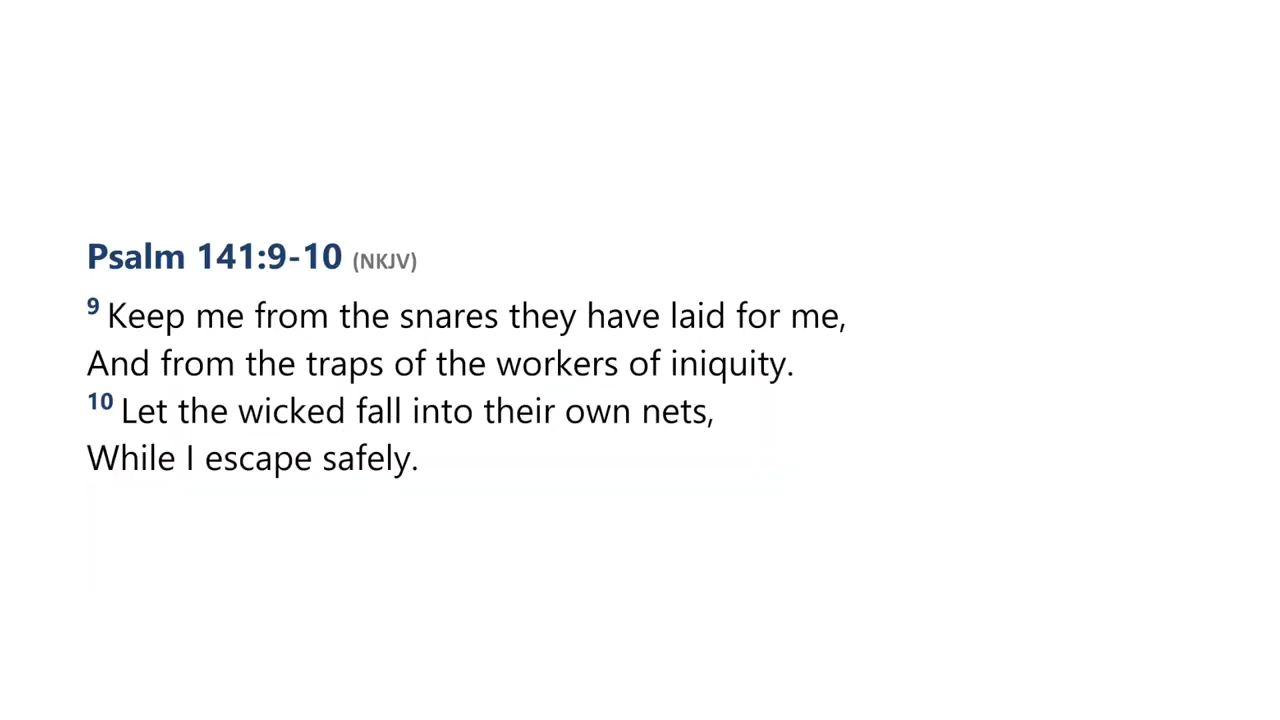 Psalm 141:9-10 (NKJV)
9 Keep me from the snares they have laid for me,
And from the traps of the workers of iniquity.
10 Let the wicked fall into their own nets,
While I escape safely.